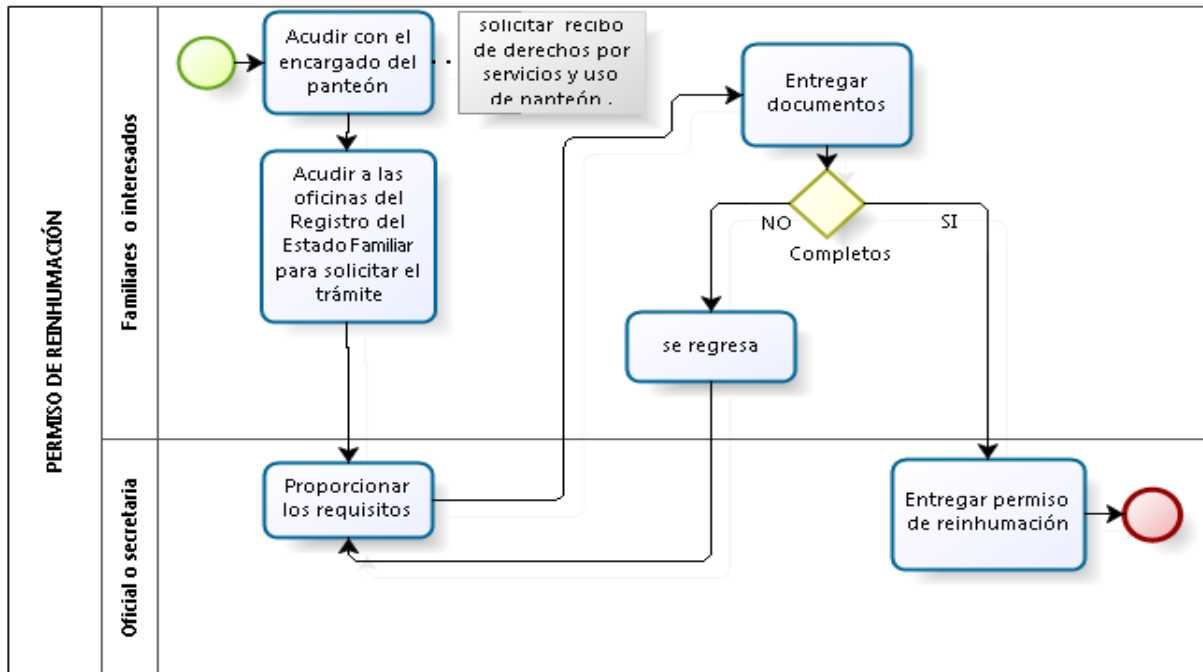 PERMISO DE REINHUMACIÓN
Familiares o interesados
Acudir con el
encargado del
panteón
solicitar recibo
de derechos por
servicios y uso
de panteón .
Acudir a las
oficinas del
Registro del
Estado Familiar
para solicitar el
trámite
Entregar
documentos
NO
SI
Completos
se regresa
Oficial o secretaria
Proporcionar
los requisitos
Entregar permiso
de reinhumación